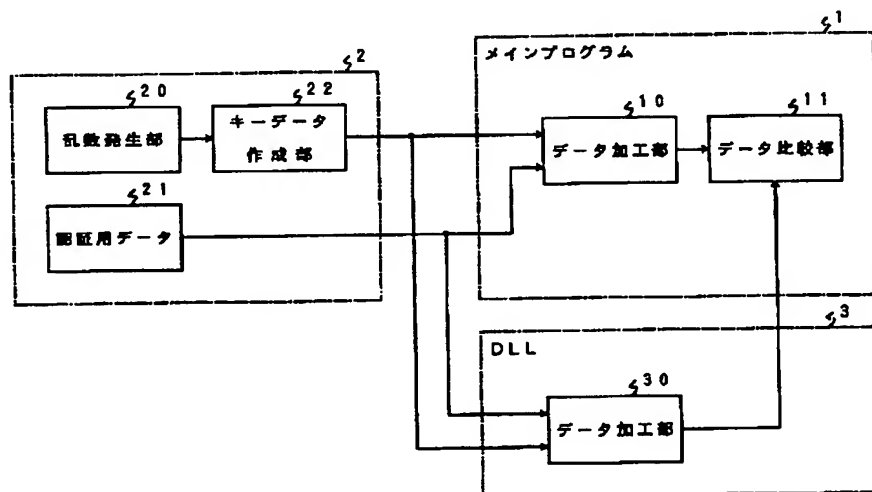 1
メインプログラム
2
20
乱数発生部
22
キーデータ
作成部
10
データ加工部
11
データ比較部
21
認証用データ
3
DLL
30
データ加工部